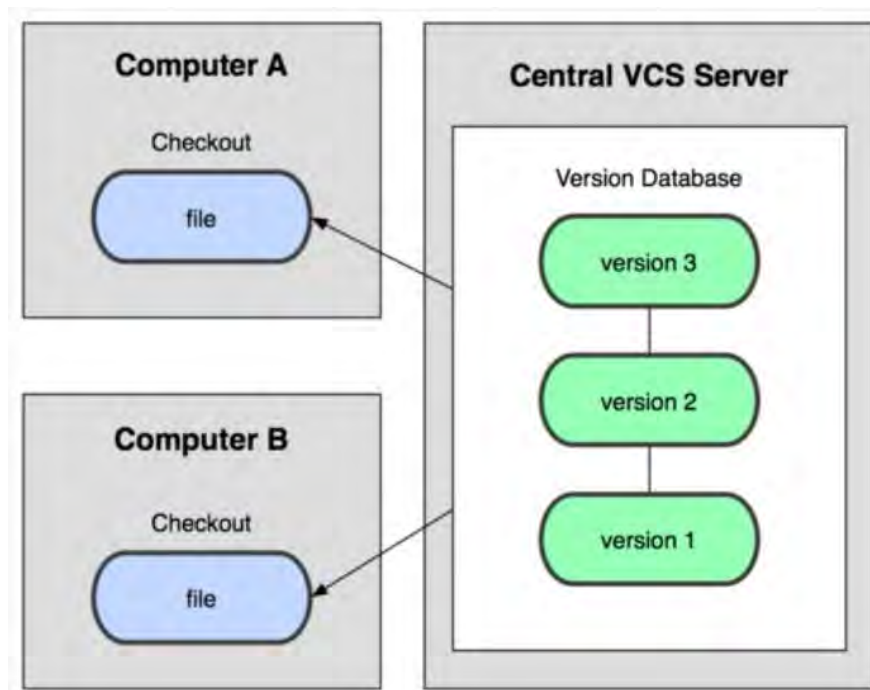 Computer A
Checkout
file
Computer B
Checkout
file
Central VCS Server
Version Database
version 3
version 2
version 1